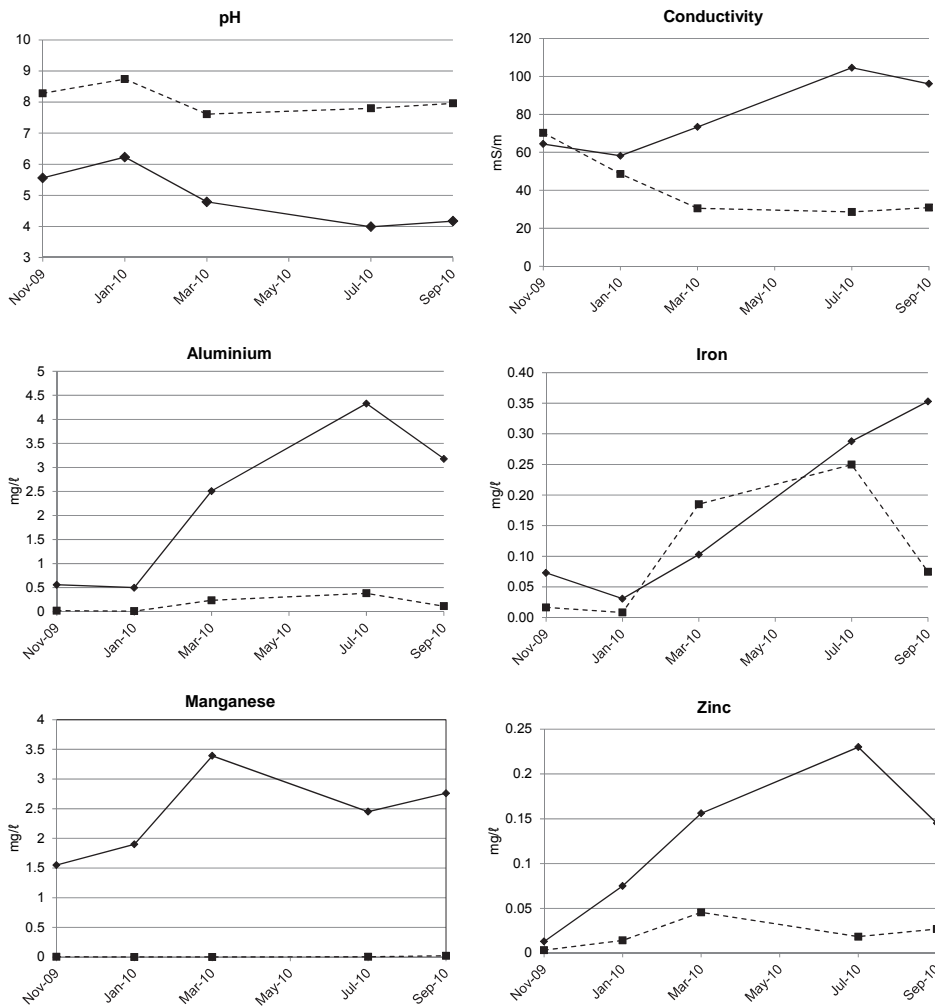 pH
10
9
8
7
6
5
4
3
Nov-09 Jan-10 Mar-10 May-10 Jul-10 Sep-10
Conductivity
mS/m
120
100
80
60
40
20
0
Nov-09 Jan-10 Mar-10 May-10 Jul-10 Sep-10
Aluminium
mg/ℓ
5
4.5
4
3.5
3
2.5
2
1.5
1
0.5
0
Nov-09 Jan-10 Mar-10 May-10 Jul-10 Sep-10
Iron
mg/ℓ
0.40
0.35
0.30
0.25
0.20
0.15
0.10
0.05
0.00
Nov-09 Jan-10 Mar-10 May-10 Jul-10 Sep-10
Manganese
mg/ℓ
4
3.5
3
2.5
2
1.5
1
0.5
0
Nov-09 Jan-10 Mar-10 May-10 Jul-10 Sep-10
Zinc
mg/ℓ
0.25
0.2
0.15
0.1
0.05
0
Nov-09 Jan-10 Mar-10 May-10 Jul-10 Sep-10